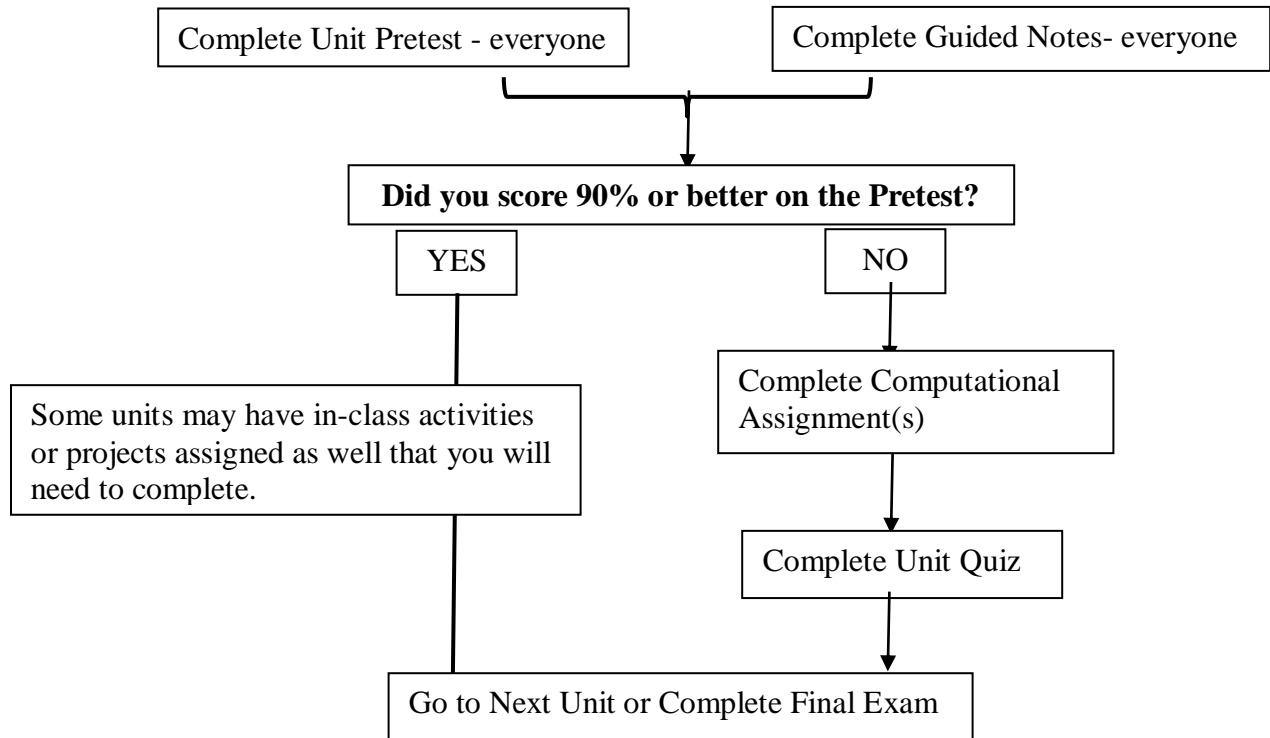 Complete Unit Pretest - everyone
Complete Guided Notes- everyone
Did you score 90% or better on the Pretest?
YES
NO
Some units may have in-class activities
or projects assigned as well that you will
need to complete.
Complete Computational
Assignment(s)
Complete Unit Quiz
Go to Next Unit or Complete Final Exam